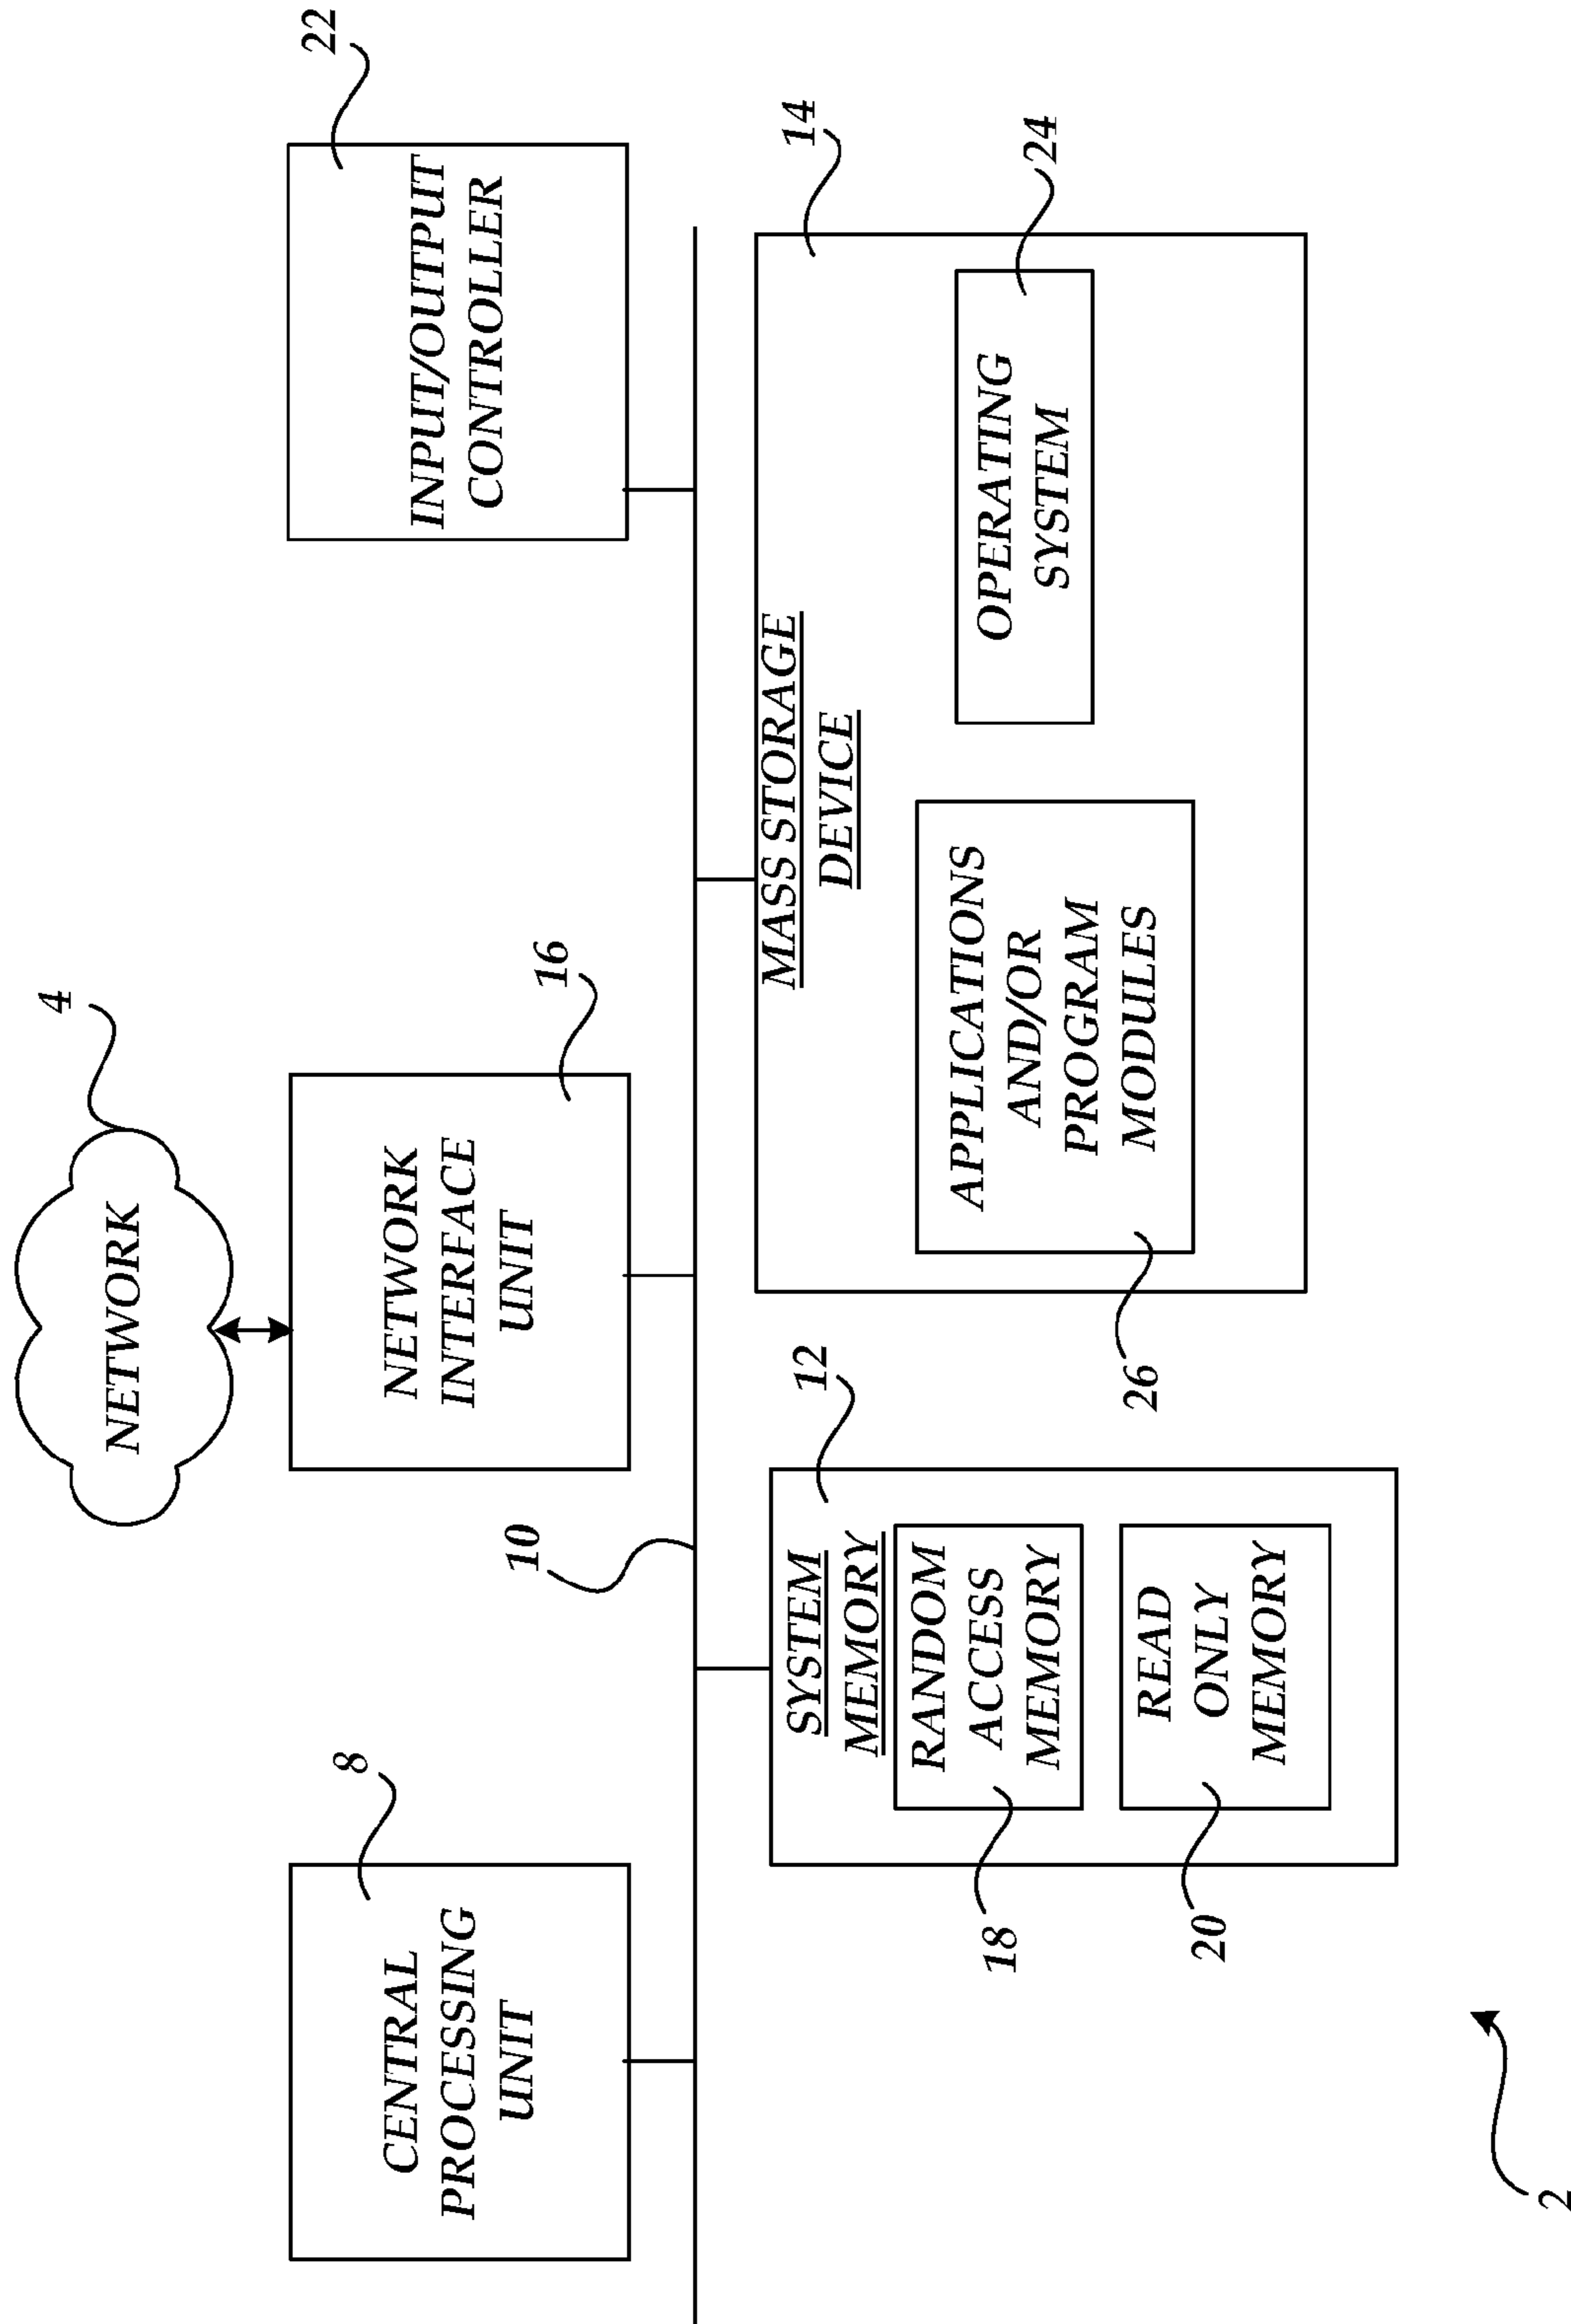 NETWORK
4
CENTRAL
PROCESSING
UNIT
8
NETWORK
INTERFACE
UNIT
16
INPUT/OUTPUT
CONTROLLER
22
10
SYSTEM
MEMORY
12
RANDOM
ACCESS
MEMORY
18
READ
ONLY
MEMORY
20
MASS STORAGE
DEVICE
14
APPLICATIONS
AND/OR
PROGRAM
MODULES
26
OPERATING
SYSTEM
24
2